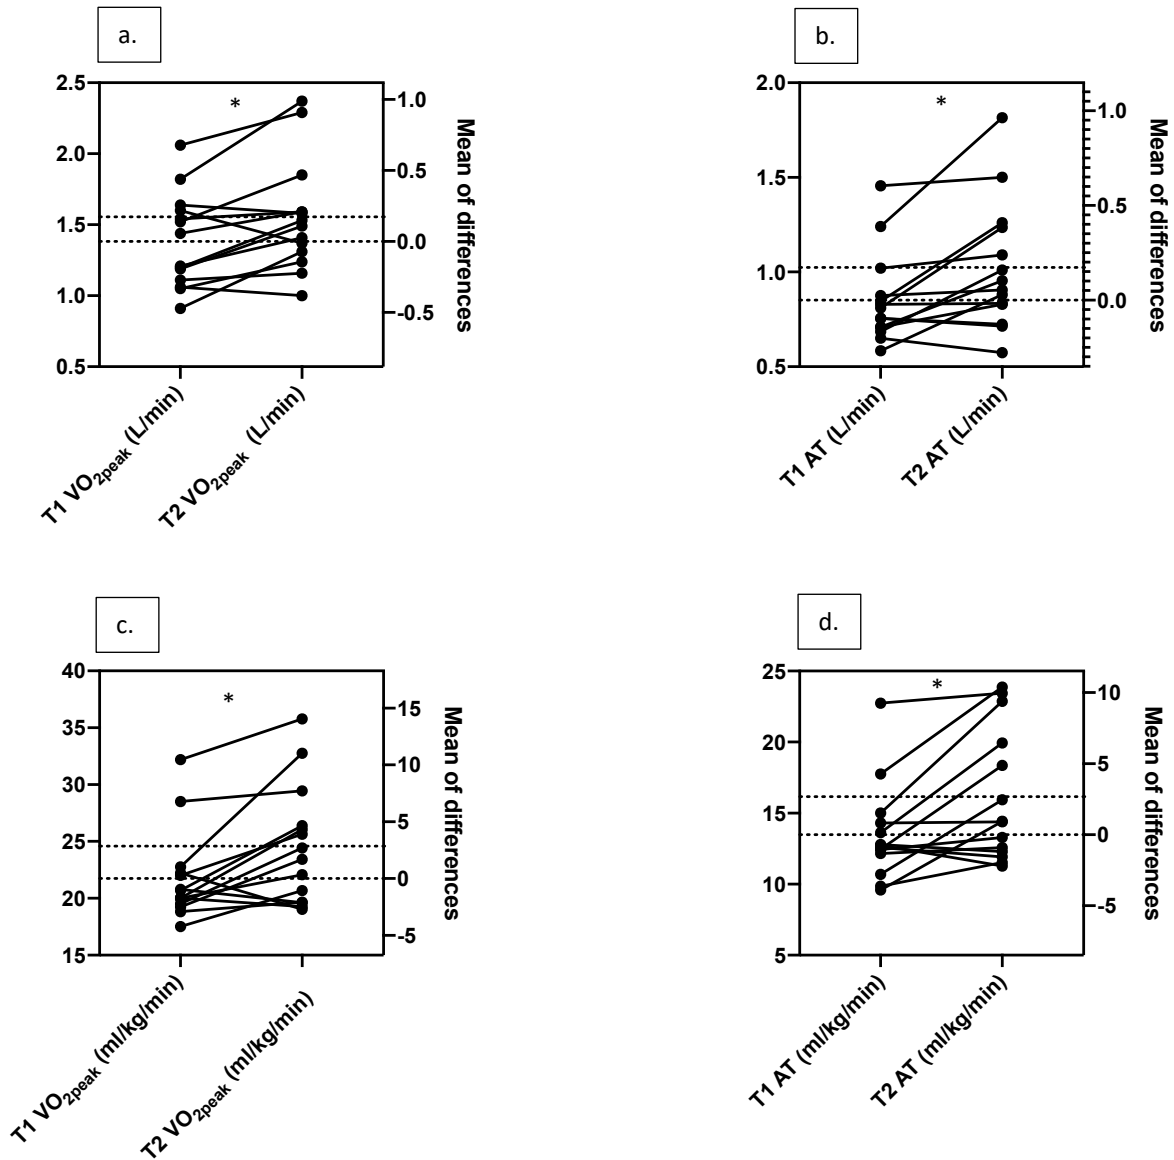 a.
*
2.5
2.0
1.5
1.0
0.5
1.0
0.5
0.0
-0.5
Mean of differences
T1 VO2peak (L/min)
T2 VO2peak (L/min)
b.
*
2.0
1.5
1.0
0.5
1.0
0.5
0.0
Mean of differences
T1 AT (L/min)
T2 AT (L/min)
c.
*
40
35
30
25
20
15
15
10
5
0
-5
Mean of differences
T1 VO2peak (ml/kg/min)
T2 VO2peak (ml/kg/min)
d.
*
25
20
15
10
5
10
5
0
-5
Mean of differences
T1 AT (ml/kg/min)
T2 AT (ml/kg/min)